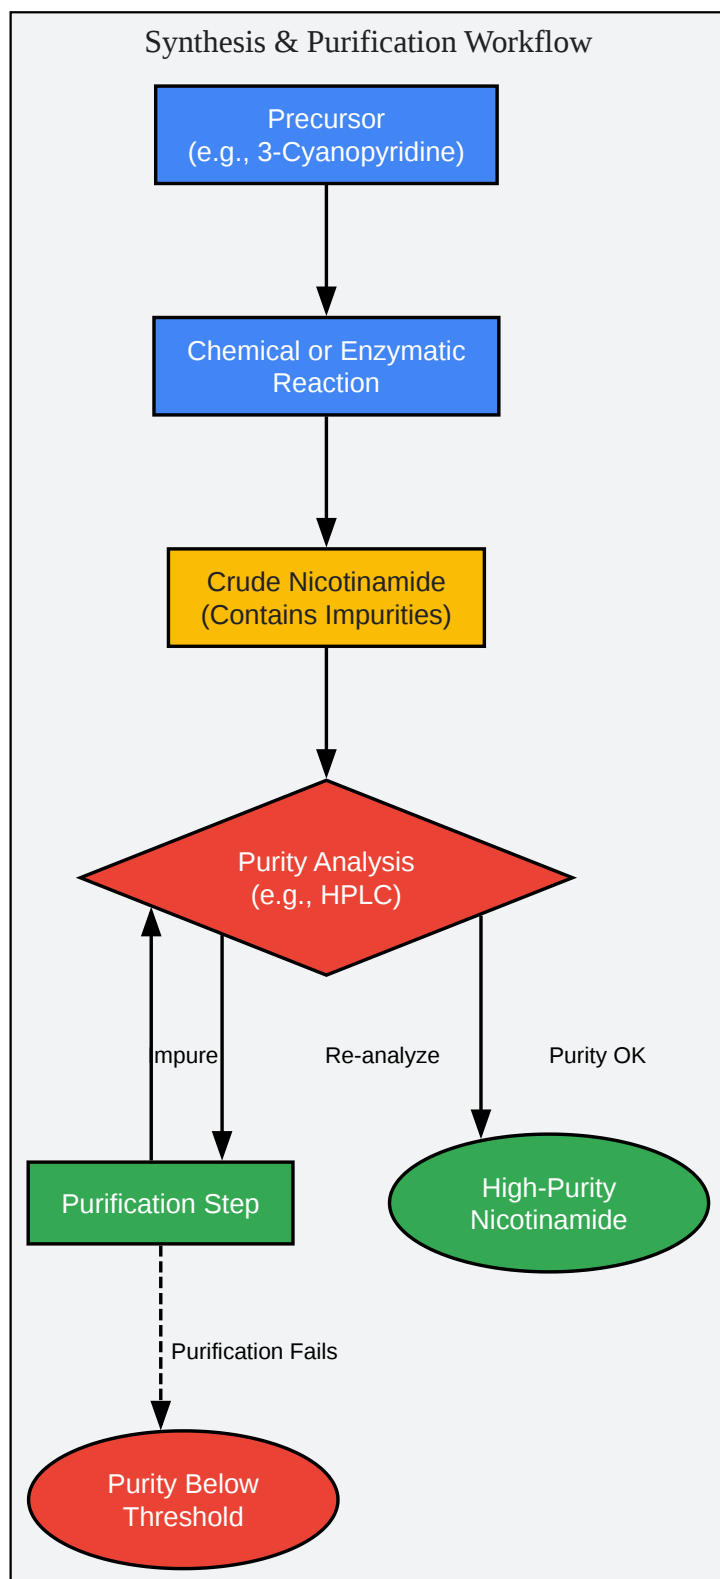 Synthesis & Purification Workflow
Precursor
(e.g., 3-Cyanopyridine)
Chemical or Enzymatic
Reaction
Crude Nicotinamide
(Contains Impurities)
Purity Analysis
(e.g., HPLC)
Impure
Re-analyze
Purity OK
Purification Step
High-Purity
Nicotinamide
Purification Fails
Purity Below
Threshold